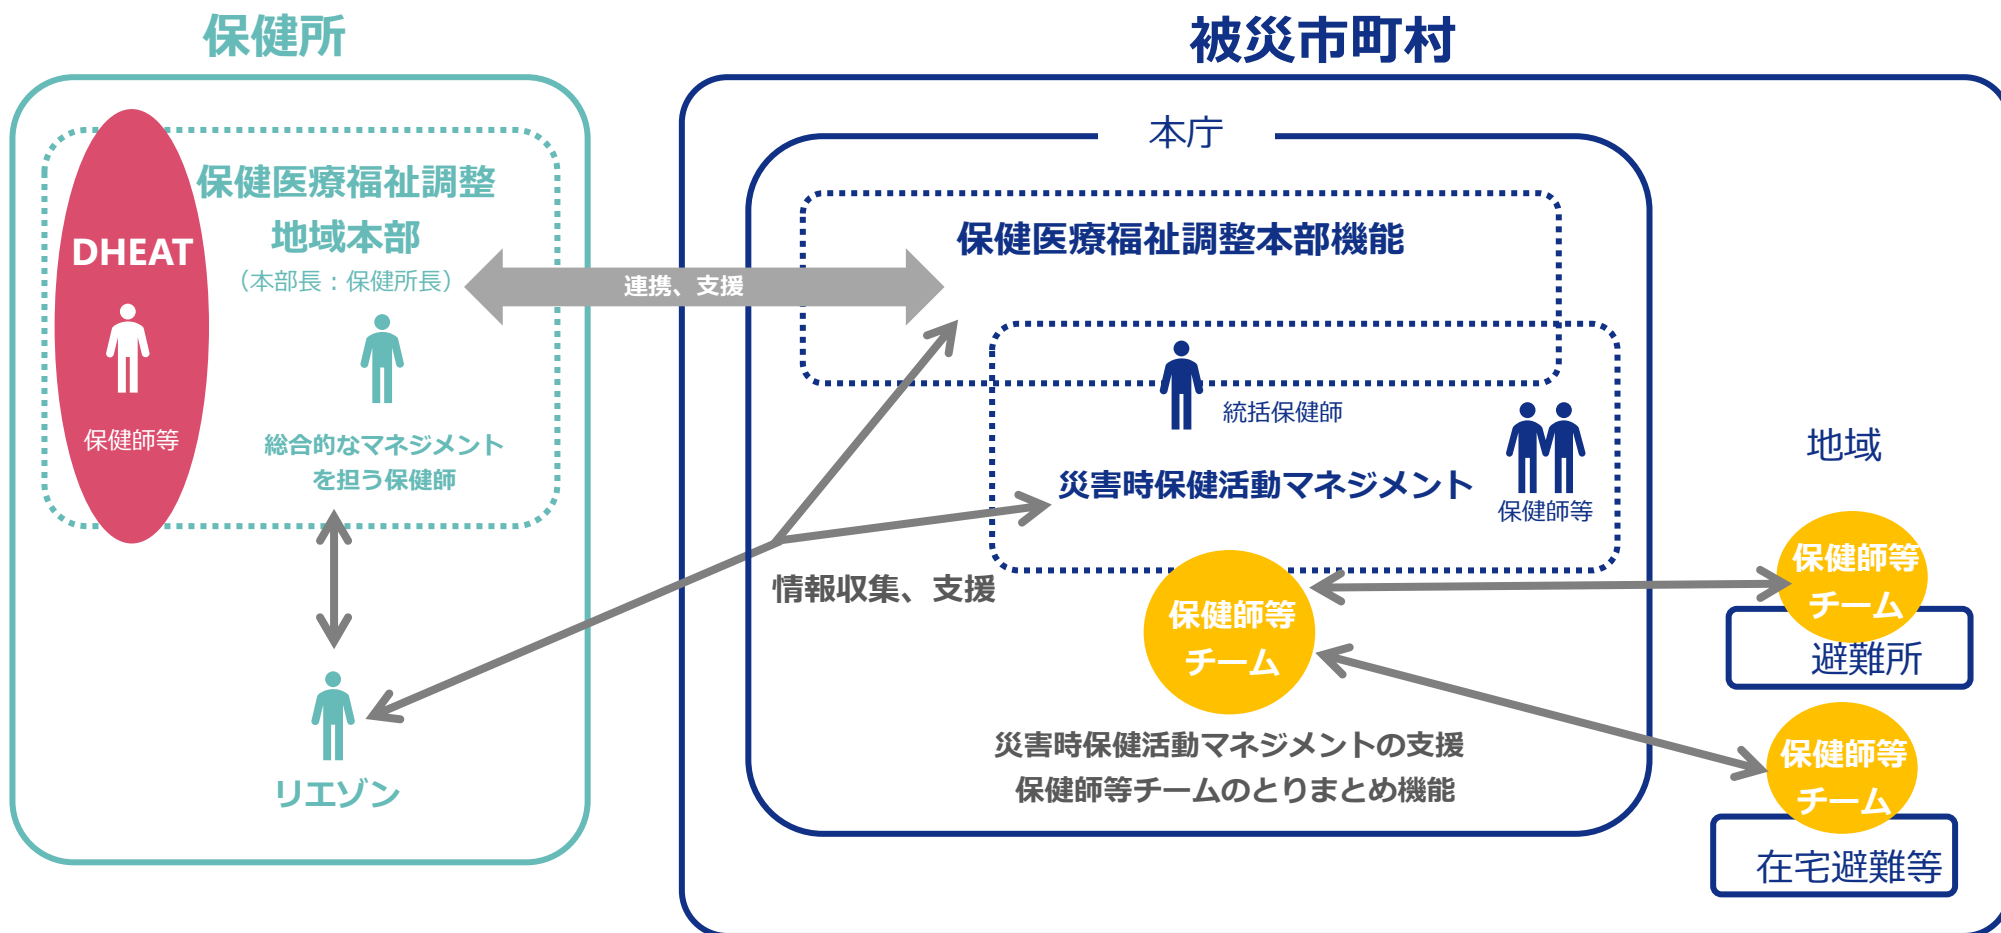 保健所
DHEAT
保健師等
保健医療福祉調整
地域本部
（本部長：保健所長）
総合的なマネジメント
を担う保健師
リエゾン
連携、支援
情報収集、支援
被災市町村
本庁
保健医療福祉調整本部機能
統括保健師
災害時保健活動マネジメント
保健師等
保健師等
チーム
災害時保健活動マネジメントの支援
保健師等チームのとりまとめ機能
地域
保健師等
チーム
避難所
保健師等
チーム
在宅避難等